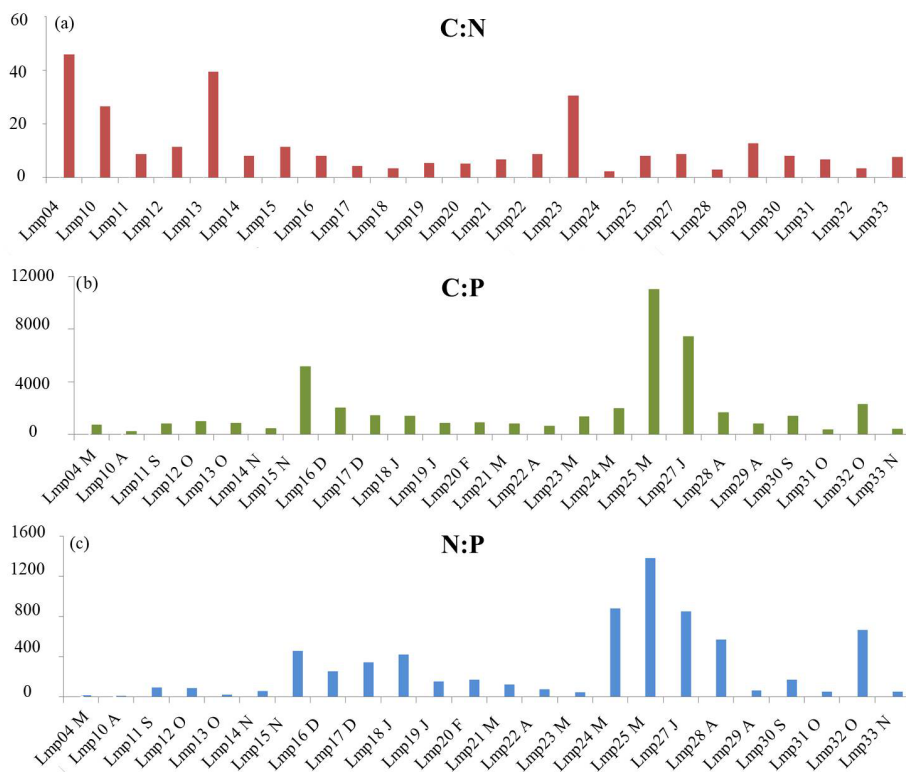 (a)
C:N
60
40
20
0
Lmp04 Lmp10 Lmp11 Lmp12 Lmp13 Lmp14 Lmp15 Lmp16 Lmp17 Lmp18 Lmp19 Lmp20 Lmp21 Lmp22 Lmp23 Lmp24 Lmp25 Lmp27 Lmp28 Lmp29 Lmp30 Lmp31 Lmp32 Lmp33
(b)
C:P
12000
8000
4000
0
Lmp04 M Lmp10 A Lmp11 S Lmp12 O Lmp13 O Lmp14 N Lmp15 N Lmp16 D Lmp17 D Lmp18 J Lmp19 J Lmp20 F Lmp21 M Lmp22 A Lmp23 M Lmp24 M Lmp25 M Lmp27 J Lmp28 A Lmp29 A Lmp30 S Lmp31 O Lmp32 O Lmp33 N
(c)
N:P
1600
1200
800
400
0
Lmp04 M Lmp10 A Lmp11 S Lmp12 O Lmp13 O Lmp14 N Lmp15 N Lmp16 D Lmp17 D Lmp18 J Lmp19 J Lmp20 F Lmp21 M Lmp22 A Lmp23 M Lmp24 M Lmp25 M Lmp27 J Lmp28 A Lmp29 A Lmp30 S Lmp31 O Lmp32 O Lmp33 N